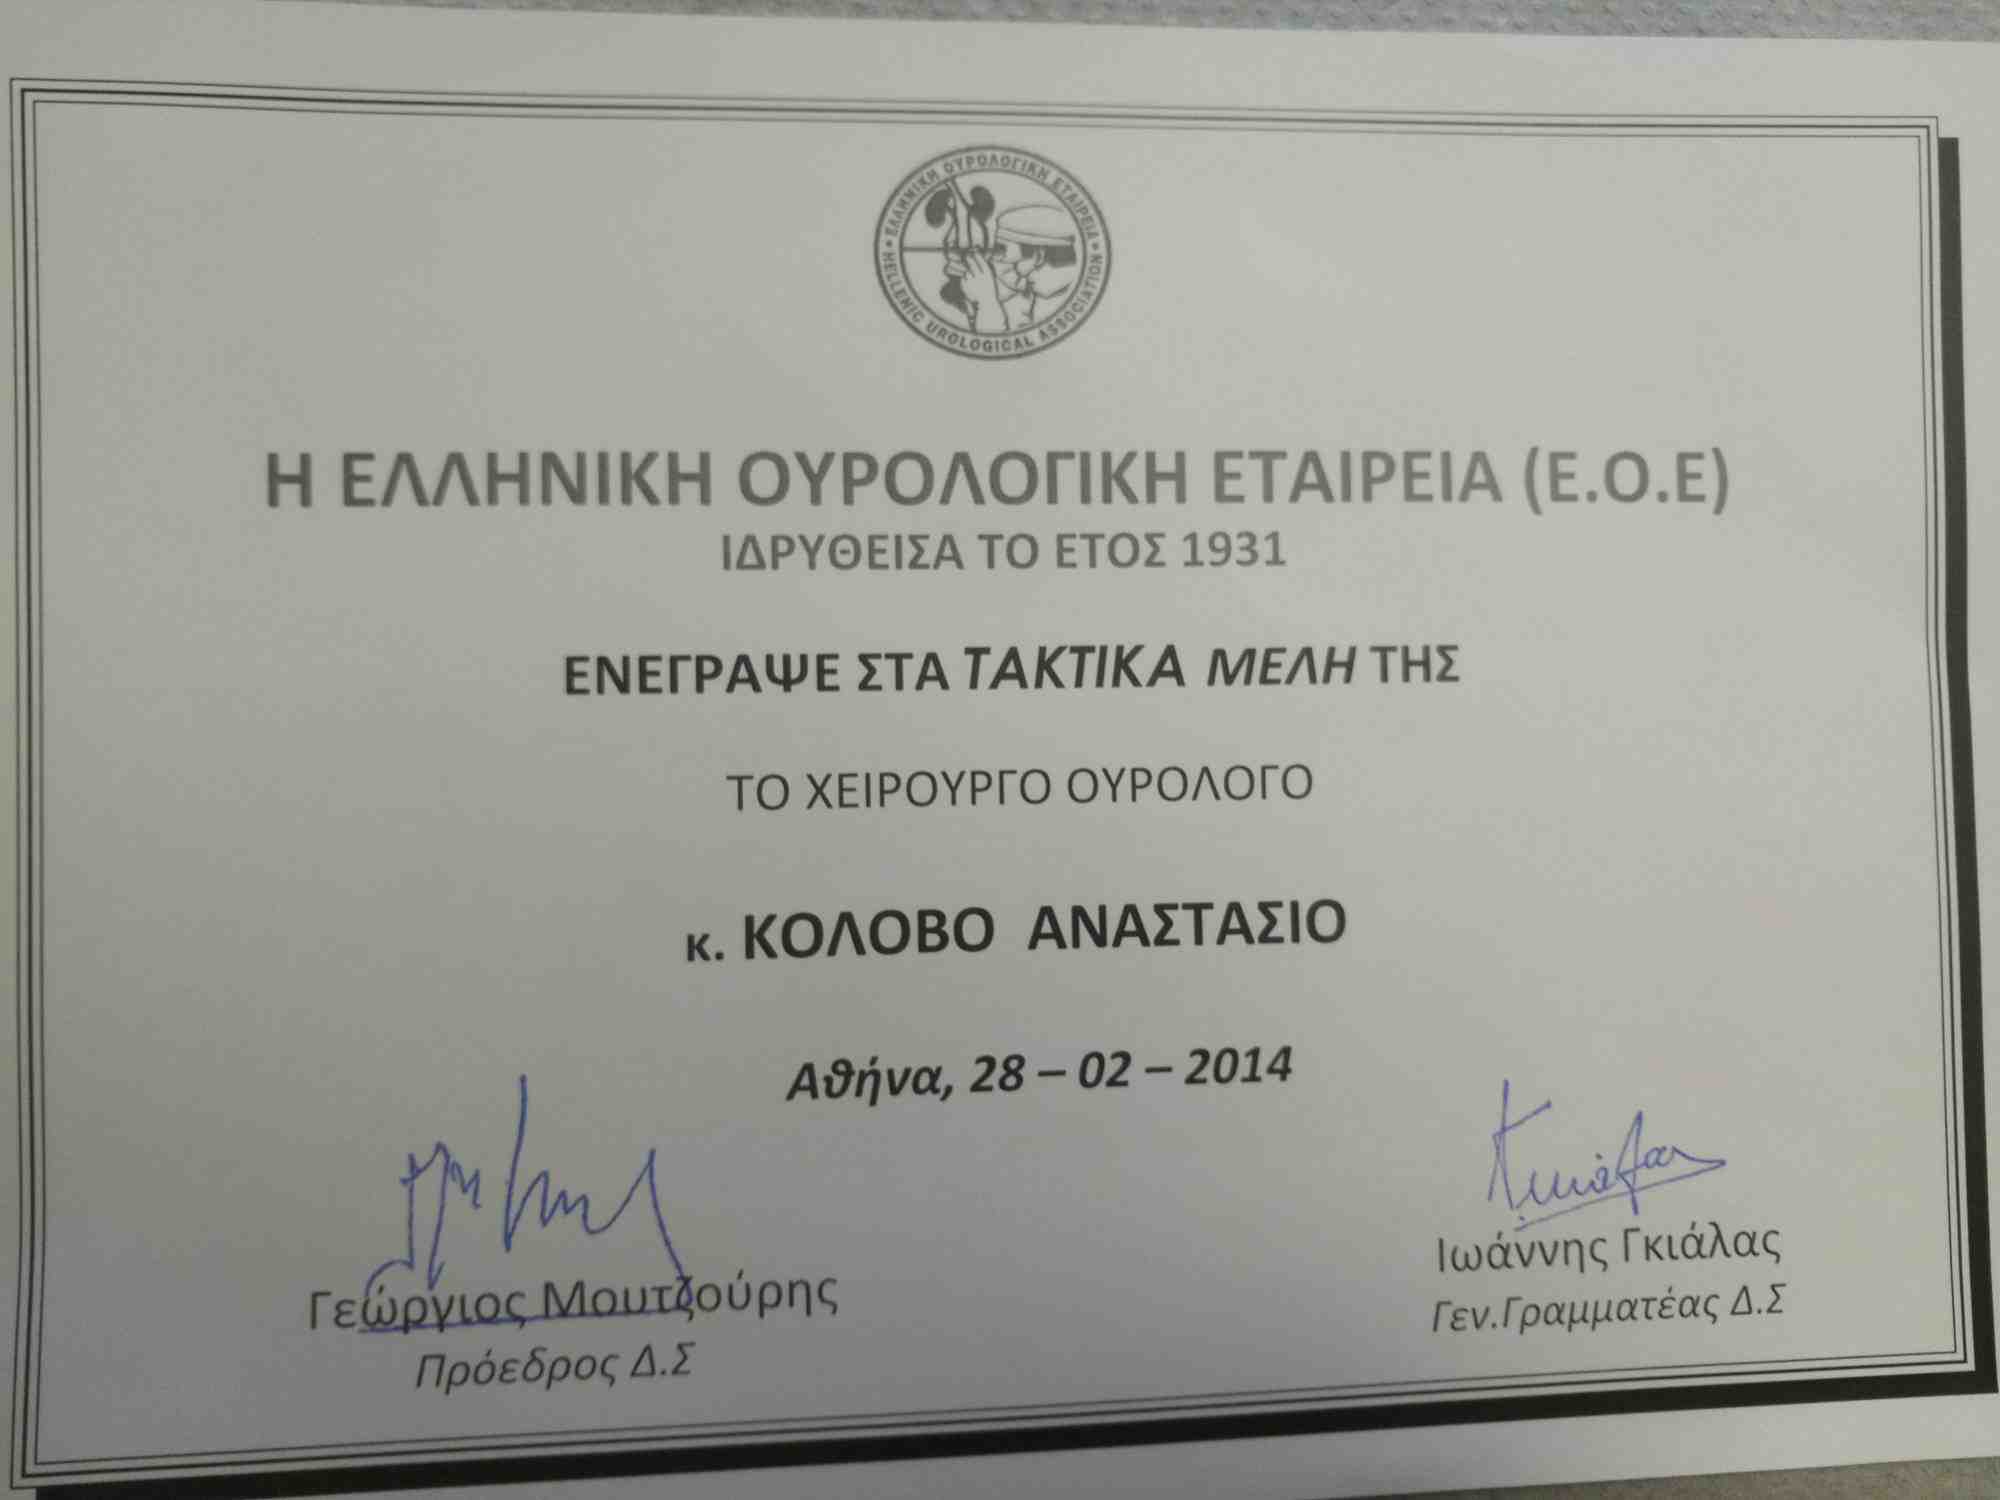 ΕΛΛΗΝΙΚΗ ΟΥΡΟΛΟΓΙΚΗ ΕΤΑΙΡΕΙΑ
HELLENIC UROLOGICAL ASSOCIATION
Η ΕΛΛΗΝΙΚΗ ΟΥΡΟΛΟΓΙΚΗ ΕΤΑΙΡΕΙΑ (Ε.Ο.Ε)
ΙΔΡΥΘΕΙΣΑ ΤΟ ΕΤΟΣ 1931
ΕΝΕΓΡΑΨΕ ΣΤΑ ΤΑΚΤΙΚΑ ΜΕΛΗ ΤΗΣ
ΤΟ ΧΕΙΡΟΥΡΓΟ ΟΥΡΟΛΟΓΟ
κ. ΚΟΛΟΒΟ ΑΝΑΣΤΑΣΙΟ
Αθήνα, 28 – 02 – 2014
Γεώργιος Μουτζούρης
Πρόεδρος Δ.Σ
Ιωάννης Γκιάλας
Γεν.Γραμματέας Δ.Σ